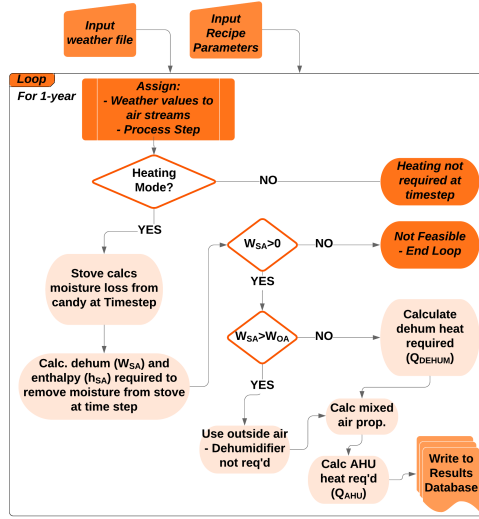 Input
weather file
Input
Recipe
Parameters
Loop
For 1-year
Assign:
- Weather values to
air streams
- Process Step
Heating
Mode?
NO
Heating not
required at
timestep
YES
Stove calcs
moisture loss from
candy at Timestep
WSA>0
NO
Not Feasible
- End Loop
YES
Calc. dehum (WSA) and
enthalpy (hSA) required to
remove moisture from stove
at time step
WSA>WOA
NO
Calculate
dehum heat
required
(QDEHUM)
YES
Use outside air
- Dehumidifier
not req'd
Calc mixed
air prop.
Calc AHU
heat req'd
(QAHU)
Write to
Results
Database